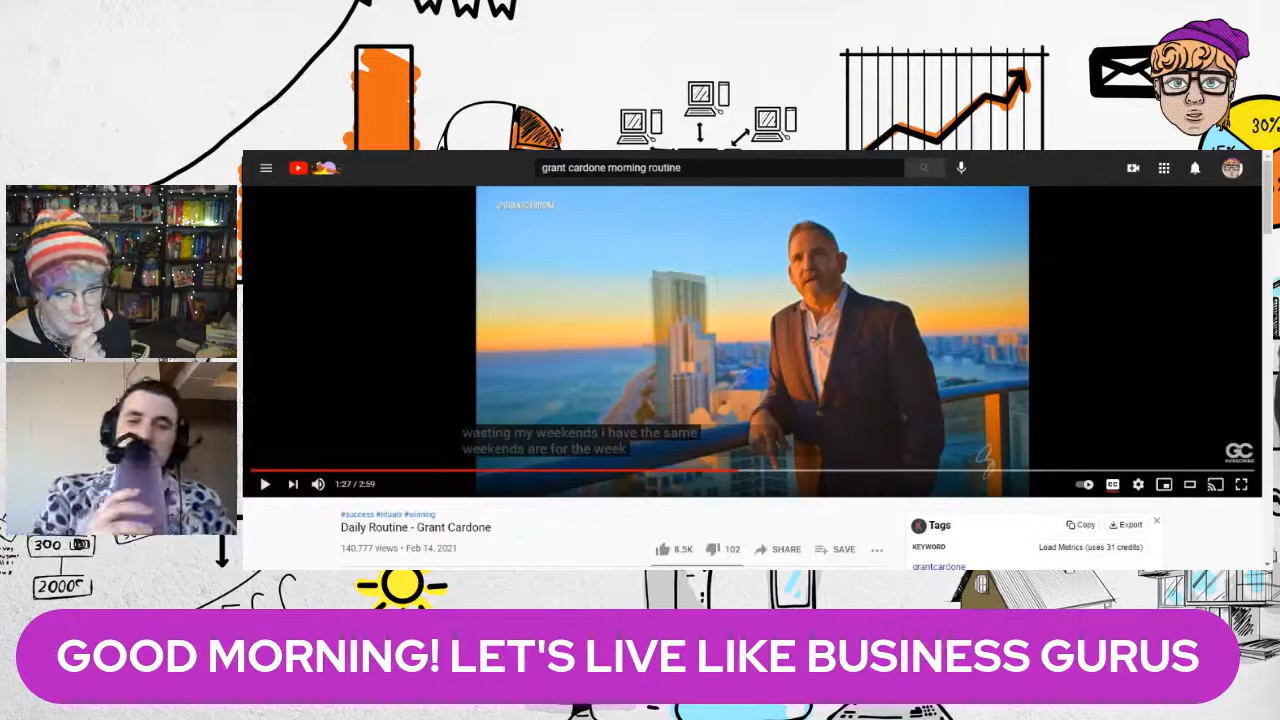 WWW
30%
15%
grant cardone morning routine
@GRANTCARDONE
wasting my weekends i have the same
weekends are for the week
GC
SUBSCRIBE
CC
1:27 / 2:59
#success #rituals #winning
Daily Routine - Grant Cardone
140,777 views • Feb 14, 2021
8.5K
102
SHARE
SAVE
K Tags
Copy
Export
KEYWORD
Load Metrics (uses 31 credits)
grantcardone
300
2000
GOOD MORNING! LET'S LIVE LIKE BUSINESS GURUS